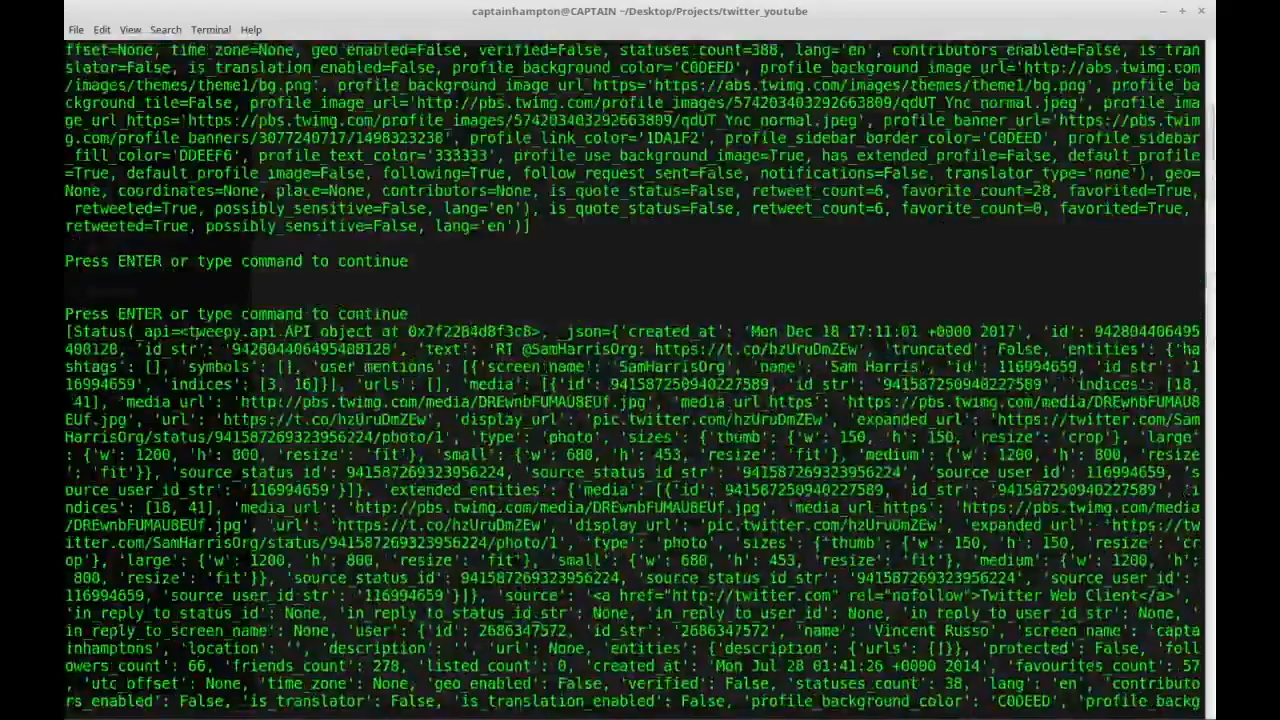 captainhampton@CAPTAIN ~/Desktop/Projects/twitter_youtube
File Edit View Search Terminal Help
ffset=None, time_zone=None, geo_enabled=False, verified=False, statuses_count=388, lang='en', contributors_enabled=False, is_tran
slator=False, is_translation_enabled=False, profile_background_color='C0DEED', profile_background_image_url='http://abs.twimg.com
/images/themes/theme1/bg.png', profile_background_image_url_https='https://abs.twimg.com/images/themes/theme1/bg.png', profile_ba
ckground_tile=False, profile_image_url='http://pbs.twimg.com/profile_images/574203403292663809/qdUT_Ync_normal.jpeg', profile_ima
ge_url_https='https://pbs.twimg.com/profile_images/574203403292663809/qdUT_Ync_normal.jpeg', profile_banner_url='https://pbs.twim
g.com/profile_banners/3077240717/1498323238', profile_link_color='1DA1F2', profile_sidebar_border_color='C0DEED', profile_sidebar
_fill_color='DDEEF6', profile_text_color='333333', profile_use_background_image=True, has_extended_profile=False, default_profile
=True, default_profile_image=False, following=True, follow_request_sent=False, notifications=False, translator_type='none'), geo=
None, coordinates=None, place=None, contributors=None, is_quote_status=False, retweet_count=6, favorite_count=28, favorited=True,
retweeted=True, possibly_sensitive=False, lang='en'), is_quote_status=False, retweet_count=6, favorite_count=0, favorited=True,
retweeted=True, possibly_sensitive=False, lang='en')]
Press ENTER or type command to continue
Press ENTER or type command to continue
[Status(_api=<tweepy.api.API object at 0x7f2264d8f3c8>, _json={'created_at': 'Mon Dec 18 17:11:01 +0000 2017', 'id': 942804406495
400128, 'id_str': '942804406495408128', 'text': 'RT @SamHarrisOrg: https://t.co/hzUruDmZEw', 'truncated': False, 'entities': {'ha
shtags': [], 'symbols': [], 'user_mentions': [{'screen_name': 'SamHarrisOrg', 'name': 'Sam Harris', 'id': 116994659, 'id_str': '1
16994659', 'indices': [3, 16]}], 'urls': [], 'media': [{'id': 941587250940227589, 'id_str': '941587250940227589', 'indices': [18,
41], 'media_url': 'http://pbs.twimg.com/media/DREwnbFUMAU8EUf.jpg', 'media_url_https': 'https://pbs.twimg.com/media/DREwnbFUMAU8
EUf.jpg', 'url': 'https://t.co/hzUruDmZEw', 'display_url': 'pic.twitter.com/hzUruDmZEw', 'expanded_url': 'https://twitter.com/Sam
HarrisOrg/status/941587269323956224/photo/1', 'type': 'photo', 'sizes': {'thumb': {'w': 150, 'h': 150, 'resize': 'crop'}, 'large'
: {'w': 1200, 'h': 800, 'resize': 'fit'}, 'small': {'w': 680, 'h': 453, 'resize': 'fit'}, 'medium': {'w': 1200, 'h': 800, 'resize
': 'fit'}}, 'source_status_id': 941587269323956224, 'source_status_id_str': '941587269323956224', 'source_user_id': 116994659, 's
ource_user_id_str': '116994659'}]}, 'extended_entities': {'media': [{'id': 941587250940227589, 'id_str': '941587250940227589', 'i
ndices': [18, 41], 'media_url': 'http://pbs.twimg.com/media/DREwnbFUMAU8EUf.jpg', 'media_url_https': 'https://pbs.twimg.com/media
/DREwnbFUMAU8EUf.jpg', 'url': 'https://t.co/hzUruDmZEw', 'display_url': 'pic.twitter.com/hzUruDmZEw', 'expanded_url': 'https://tw
itter.com/SamHarrisOrg/status/941587269323956224/photo/1', 'type': 'photo', 'sizes': {'thumb': {'w': 150, 'h': 150, 'resize': 'cr
op'}, 'large': {'w': 1200, 'h': 800, 'resize': 'fit'}, 'small': {'w': 680, 'h': 453, 'resize': 'fit'}, 'medium': {'w': 1200, 'h':
800, 'resize': 'fit'}}, 'source_status_id': 941587269323956224, 'source_status_id_str': '941587269323956224', 'source_user_id':
116994659, 'source_user_id_str': '116994659'}]}, 'source': '<a href="http://twitter.com" rel="nofollow">Twitter Web Client</a>',
'in_reply_to_status_id': None, 'in_reply_to_status_id_str': None, 'in_reply_to_user_id': None, 'in_reply_to_user_id_str': None, '
in_reply_to_screen_name': None, 'user': {'id': 2686347572, 'id_str': '2686347572', 'name': 'Vincent Russo', 'screen_name': 'capta
inhamptons', 'location': '', 'description': '', 'url': None, 'entities': {'description': {'urls': []}}, 'protected': False, 'foll
owers_count': 66, 'friends_count': 278, 'listed_count': 0, 'created_at': 'Mon Jul 28 01:41:26 +0000 2014', 'favourites_count': 57
, 'utc_offset': None, 'time_zone': None, 'geo_enabled': False, 'verified': False, 'statuses_count': 38, 'lang': 'en', 'contributo
rs_enabled': False, 'is_translator': False, 'is_translation_enabled': False, 'profile_background_color': 'C0DEED', 'profile_backg